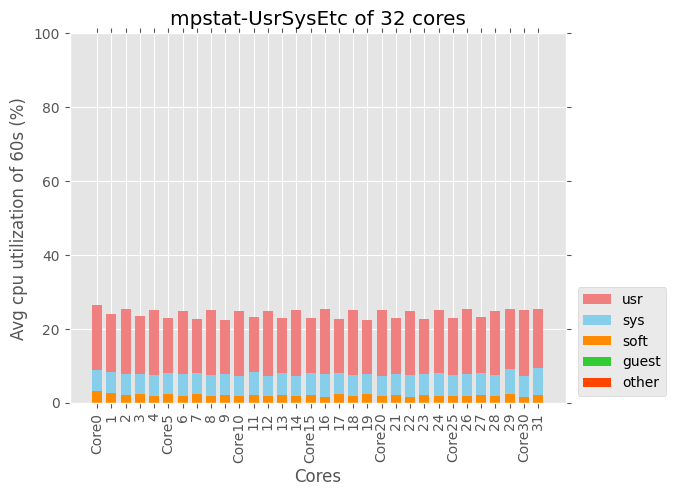 mpstat-UsrSysEtc of 32 cores
Avg cpu utilization of 60s (%)
100
80
60
40
20
0
Core0
1
2
3
4
Core5
6
7
8
9
Core10
11
12
13
14
Core15
16
17
18
19
Core20
21
22
23
24
Core25
26
27
28
29
Core30
31
Cores
usr
sys
soft
guest
other